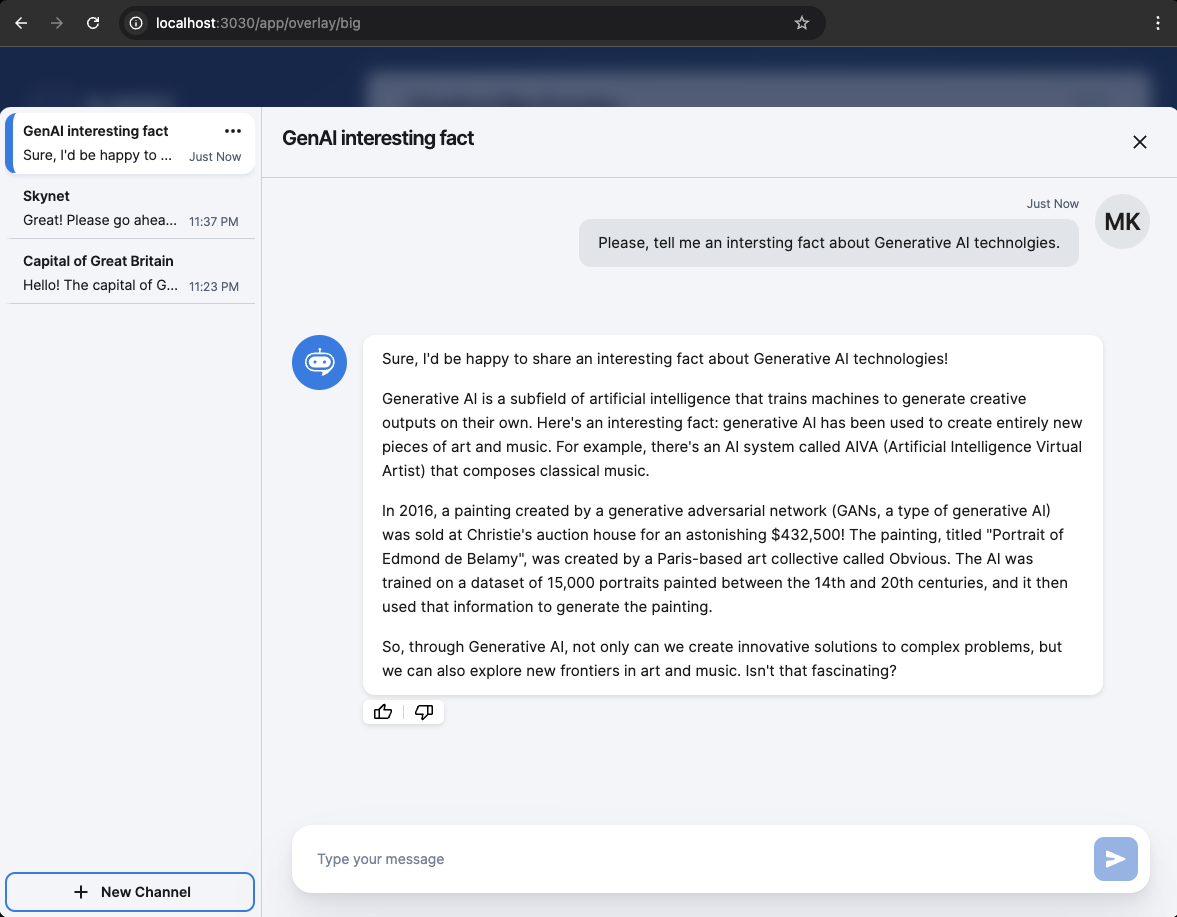 localhost:3030/app/overlay/big
GenAI interesting fact
Sure, I'd be happy to ... Just Now
Skynet
Great! Please go ahea... 11:37 PM
Capital of Great Britain
Hello! The capital of G... 11:23 PM
New Channel
GenAI interesting fact
Just Now
MK
Please, tell me an intersting fact about Generative AI technolgies.
Sure, I'd be happy to share an interesting fact about Generative AI technologies!
Generative AI is a subfield of artificial intelligence that trains machines to generate creative
outputs on their own. Here's an interesting fact: generative AI has been used to create entirely new
pieces of art and music. For example, there's an AI system called AIVA (Artificial Intelligence Virtual
Artist) that composes classical music.
In 2016, a painting created by a generative adversarial network (GANs, a type of generative AI)
was sold at Christie's auction house for an astonishing $432,500! The painting, titled "Portrait of
Edmond de Belamy", was created by a Paris-based art collective called Obvious. The AI was
trained on a dataset of 15,000 portraits painted between the 14th and 20th centuries, and it then
used that information to generate the painting.
So, through Generative AI, not only can we create innovative solutions to complex problems, but
we can also explore new frontiers in art and music. Isn't that fascinating?
Type your message